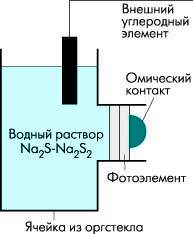 Внешний
углеродный
элемент
Омический
контакт
Водный раствор
Na2S-Na2S2
Фотоэлемент
Ячейка из оргстекла